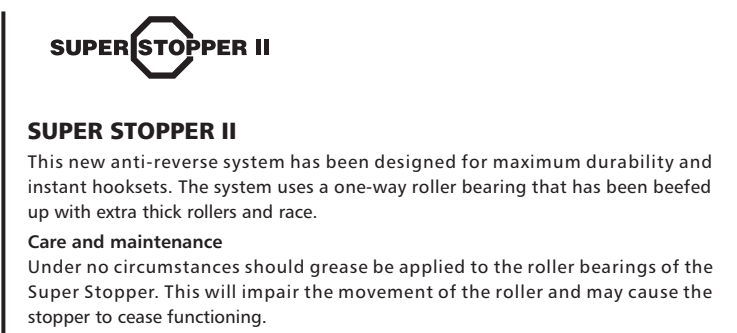 SUPER STOPPER II
SUPER STOPPER II
This new anti-reverse system has been designed for maximum durability and
instant hooksets. The system uses a one-way roller bearing that has been beefed
up with extra thick rollers and race.
Care and maintenance
Under no circumstances should grease be applied to the roller bearings of the
Super Stopper. This will impair the movement of the roller and may cause the
stopper to cease functioning.